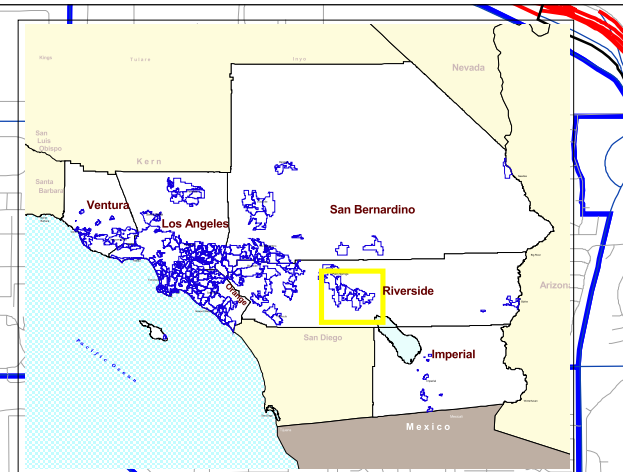 Nevada
Kings
Tulare
Inyo
San
Luis
Obispo
Kern
Santa
Barbara
Ventura
Los Angeles
San Bernardino
Orange
Riverside
Arizona
San Diego
Imperial
Pacific Ocean
Mexico